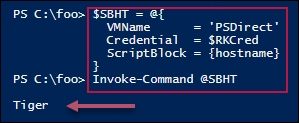 PS C:\foo> $SBHT = @{
VMName      = 'PSDirect'
Credential  = $RKCred
ScriptBlock = {hostname}
}
PS C:\foo> Invoke-Command @SBHT
Tiger